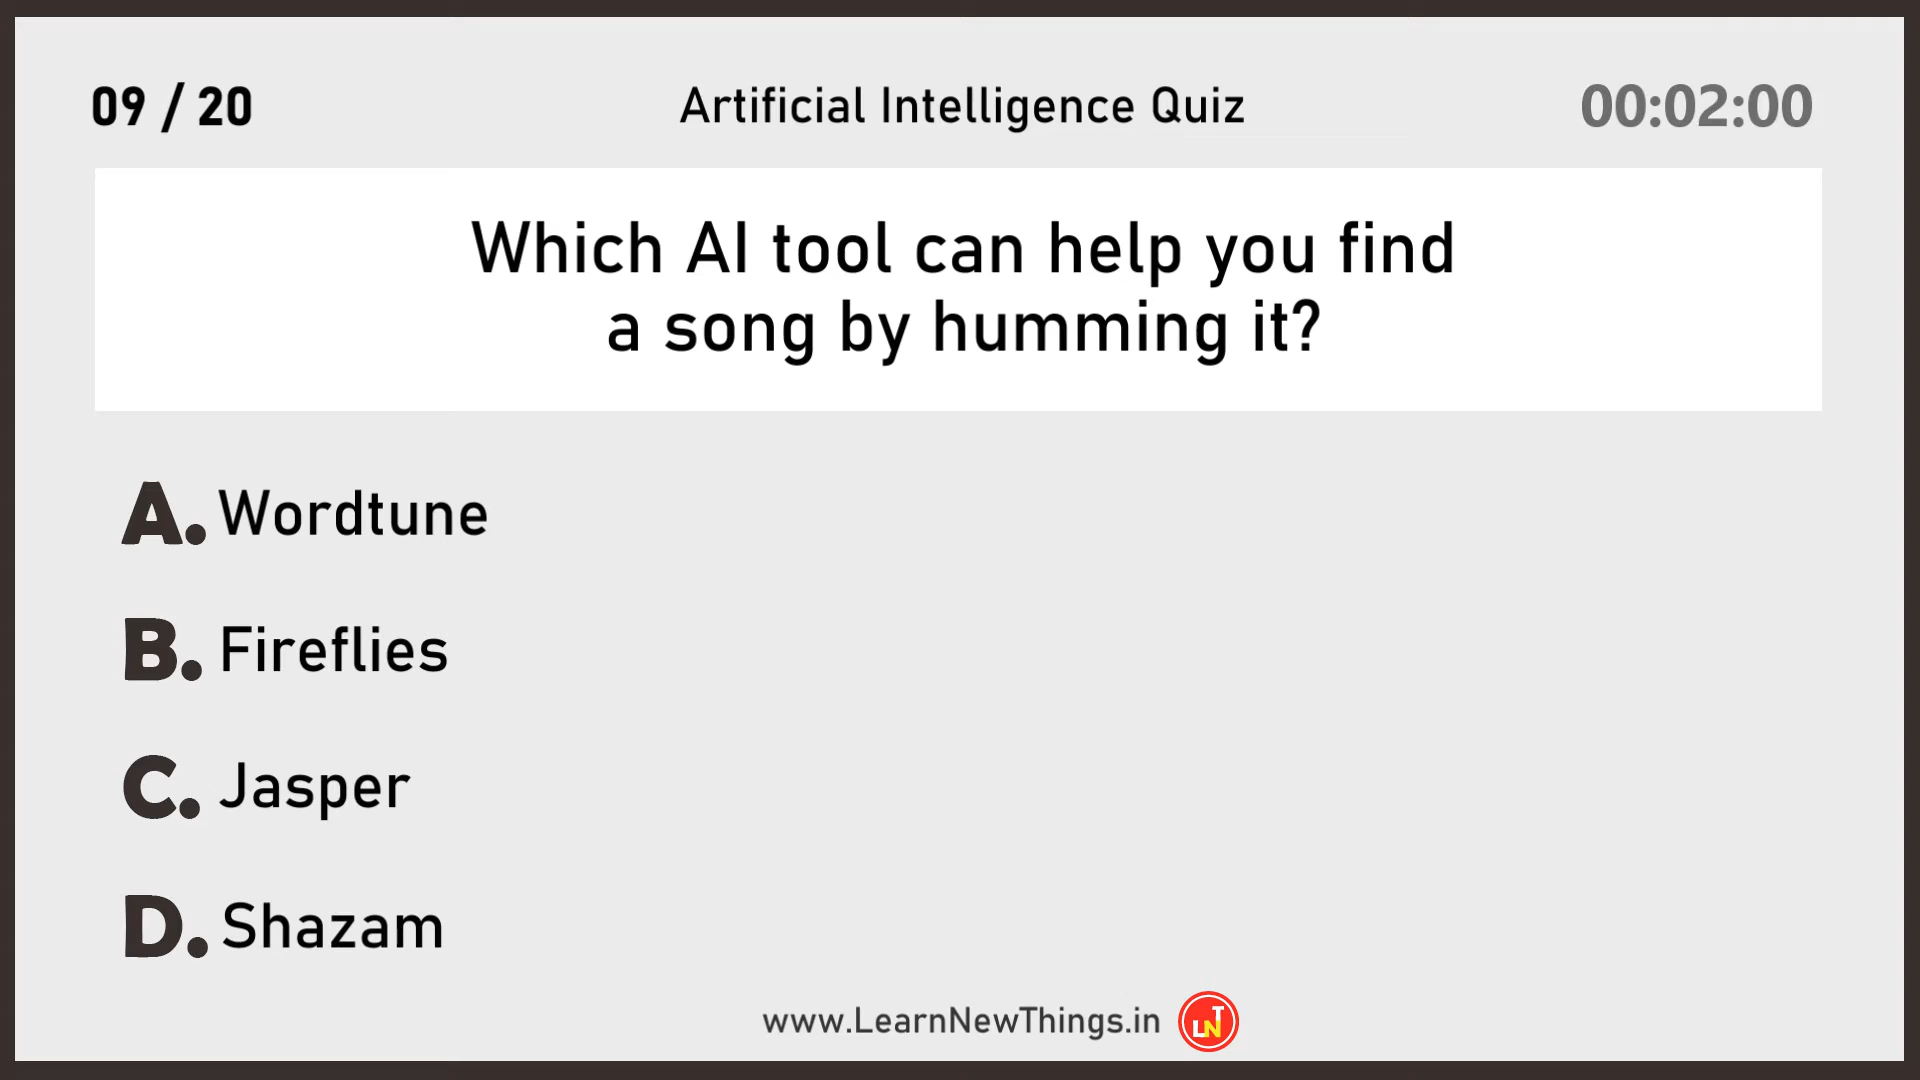 09 / 20
Artificial Intelligence Quiz
00:02:00
Which AI tool can help you find
a song by humming it?
A. Wordtune
B. Fireflies
C. Jasper
D. Shazam
www.LearnNewThings.in
LNT